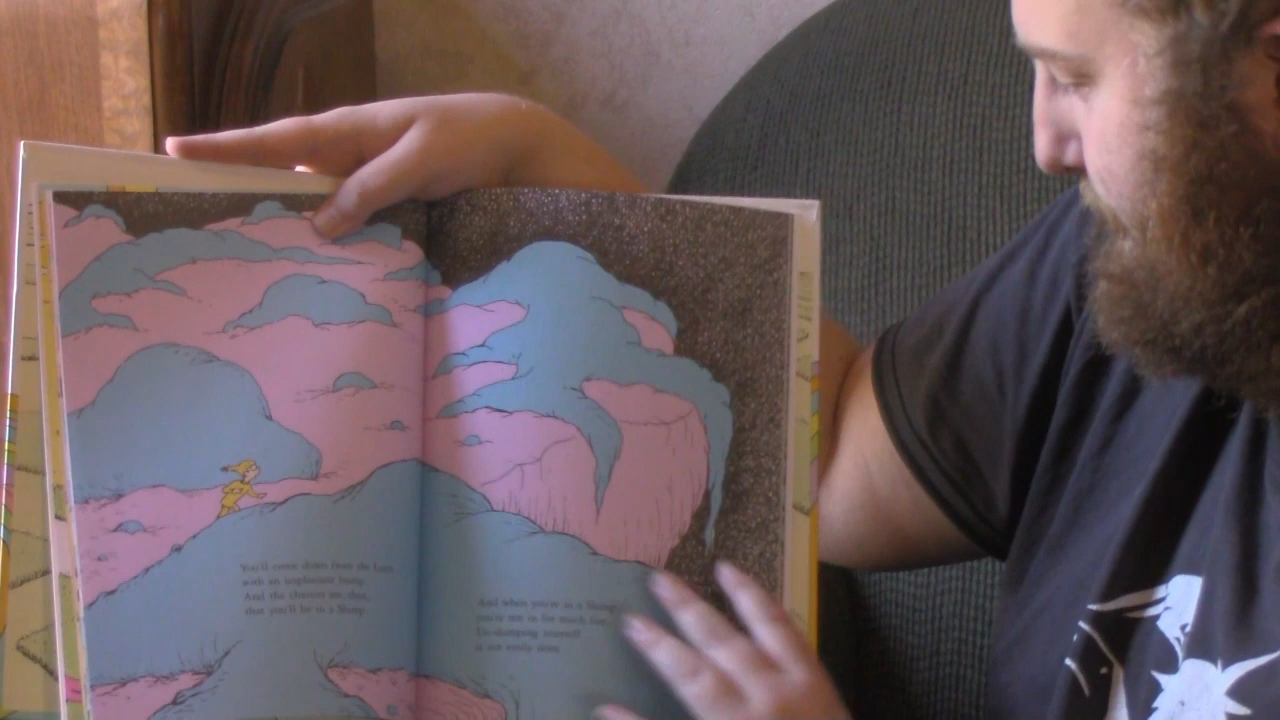 You'll come down from the Lurch
with an unpleasant bump.
And the chances are, then,
that you'll be in a Slump.
And when you're in a Slump,
you're not in for much fun.
Un-slumping yourself
is not easily done.